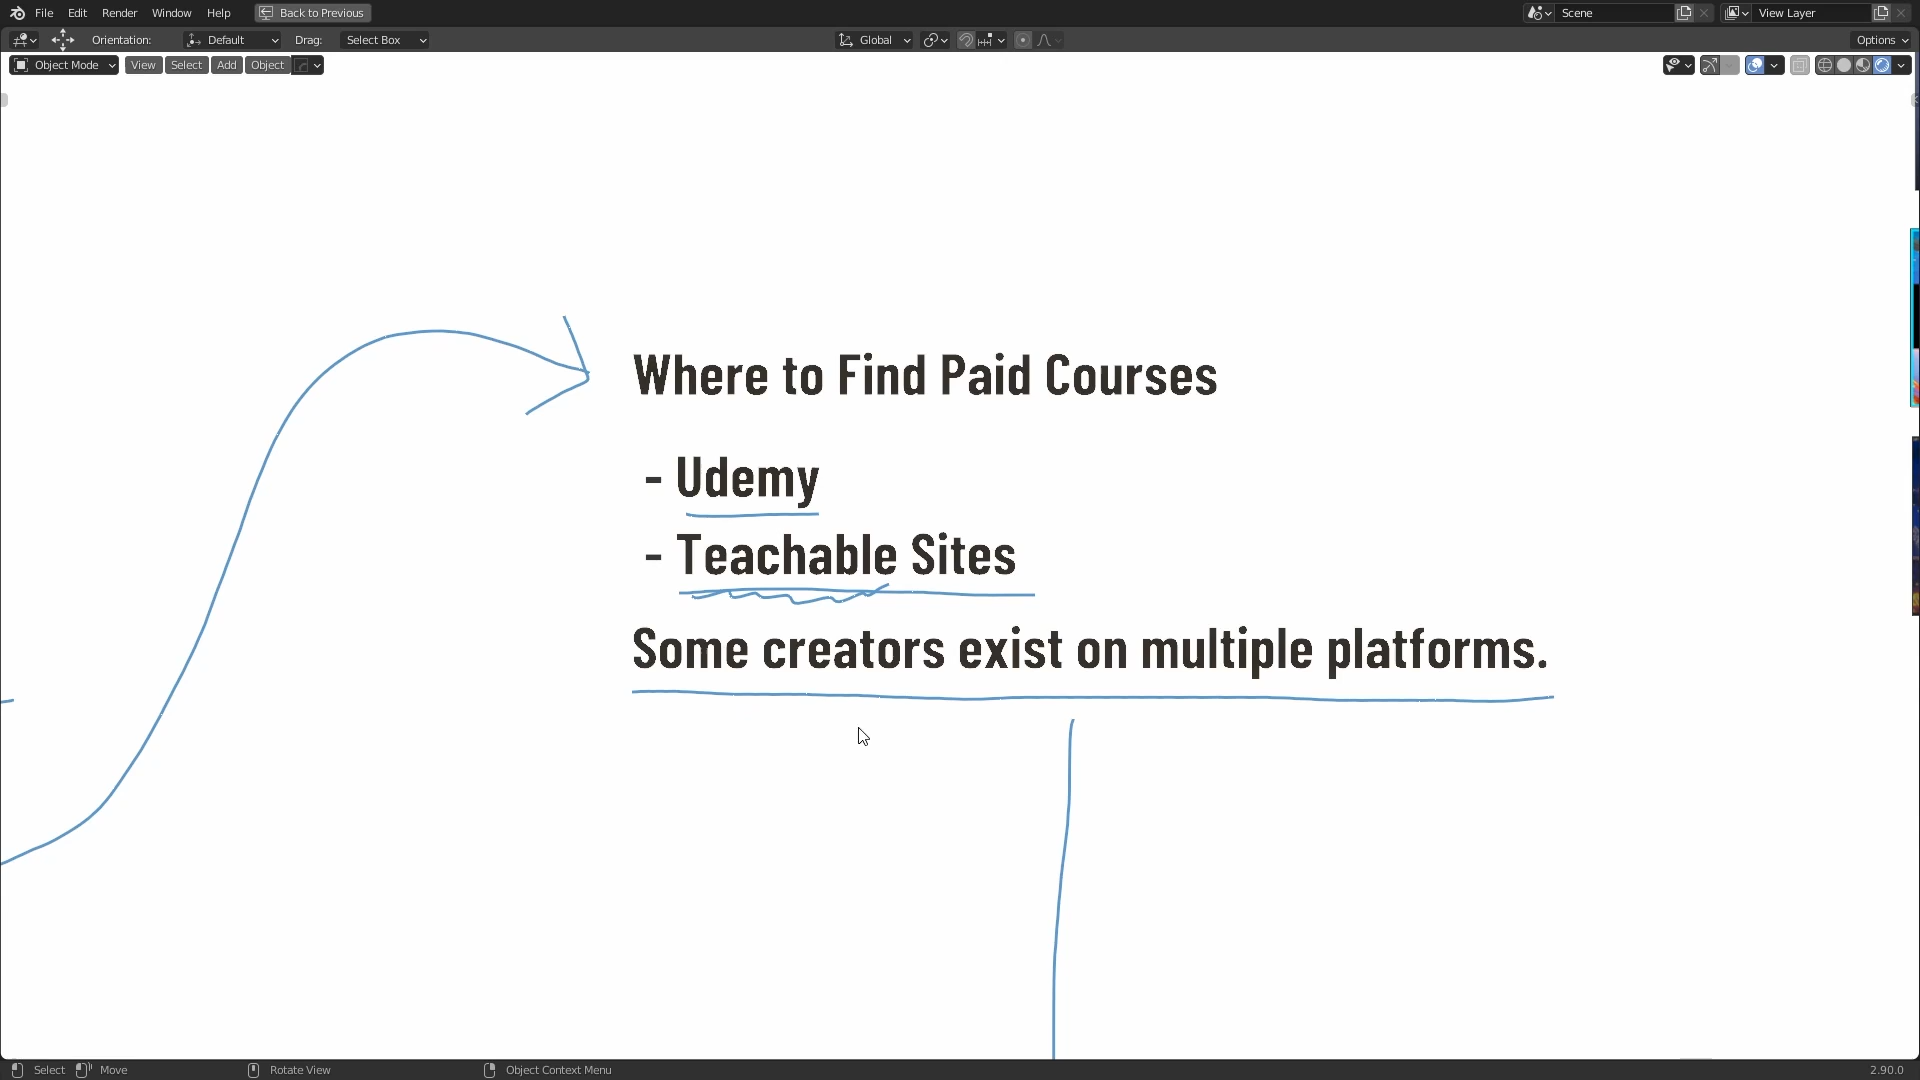 File Edit Render Window Help Back to Previous Scene View Layer
Orientation: Default Drag: Select Box Global Options
Object Mode View Select Add Object
Where to Find Paid Courses
- Udemy
- Teachable Sites
Some creators exist on multiple platforms.
Select Move Rotate View Object Context Menu 2.90.0